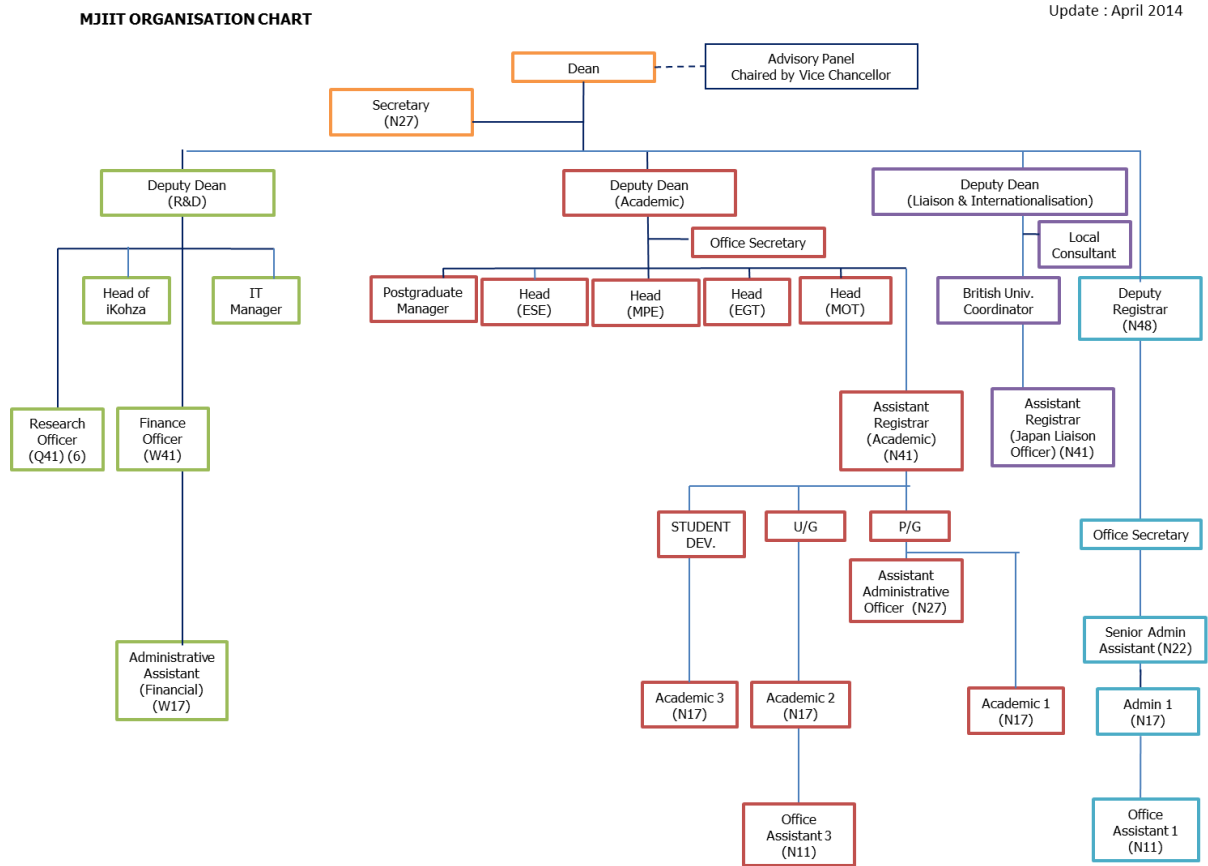 MJIIT ORGANISATION CHART
Update : April 2014
Dean
Advisory Panel
Chaired by Vice Chancellor
Secretary
(N27)
Deputy Dean
(R&D)
Deputy Dean
(Academic)
Deputy Dean
(Liaison & Internationalisation)
Office Secretary
Local
Consultant
Head of
iKohza
IT
Manager
Postgraduate
Manager
Head
(ESE)
Head
(MPE)
Head
(EGT)
Head
(MOT)
British Univ.
Coordinator
Deputy
Registrar
(N48)
Research
Officer
(Q41) (6)
Finance
Officer
(W41)
Assistant
Registrar
(Academic)
(N41)
Assistant
Registrar
(Japan Liaison
Officer) (N41)
STUDENT
DEV.
U/G
P/G
Office Secretary
Assistant
Administrative
Officer (N27)
Senior Admin
Assistant (N22)
Administrative
Assistant
(Financial)
(W17)
Academic 3
(N17)
Academic 2
(N17)
Academic 1
(N17)
Admin 1
(N17)
Office
Assistant 3
(N11)
Office
Assistant 1
(N11)